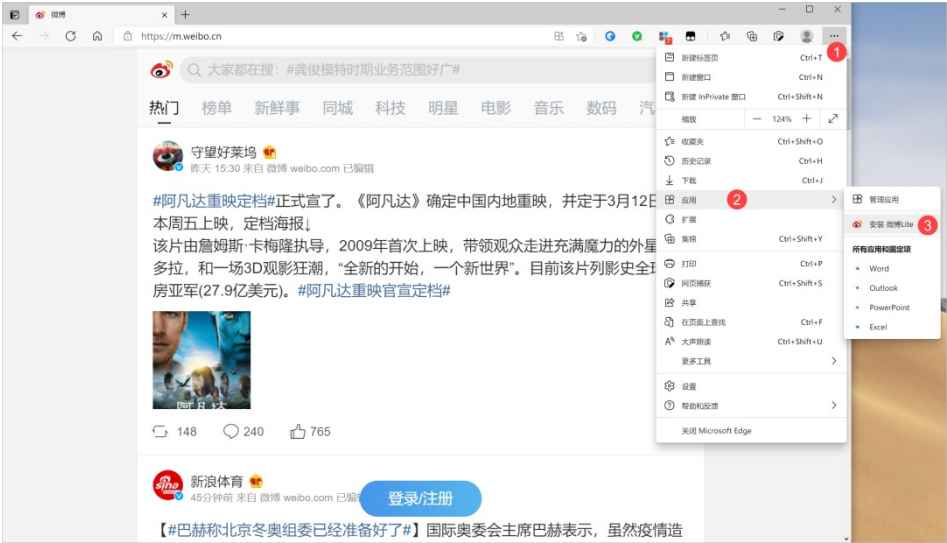 微博
https://m.weibo.cn
大家都在搜：#龚俊模特时期业务范围好广#
热门 榜单 新鲜事 同城 科技 明星 电影 音乐 数码 汽
守望好莱坞
昨天 15:30 来自 微博 weibo.com 已编辑
#阿凡达重映定档#正式宣了。《阿凡达》确定中国内地重映，并定于3月12日
本周五上映，定档海报↓
该片由詹姆斯·卡梅隆执导，2009年首次上映，带领观众走进充满魔力的外星
多拉，和一场3D观影狂潮，“全新的开始，一个新世界”。目前该片列影史全球
房亚军(27.9亿美元)。#阿凡达重映官宣定档#
阿凡达
148 240 765
sina
新浪体育
45分钟前 来自 微博 weibo.com 已编辑
登录/注册
【#巴赫称北京冬奥组委已经准备好了#】国际奥委会主席巴赫表示，虽然疫情造
7
1
新建标签页 Ctrl+T
新建窗口 Ctrl+N
新建 InPrivate 窗口 Ctrl+Shift+N
缩放 — 124% +
收藏夹 Ctrl+Shift+O
历史记录 Ctrl+H
下载 Ctrl+J
应用 2
扩展
集锦 Ctrl+Shift+Y
打印 Ctrl+P
网页捕获 Ctrl+Shift+S
共享
在页面上查找 Ctrl+F
大声朗读 Ctrl+Shift+U
更多工具
设置
帮助和反馈
关闭 Microsoft Edge
管理应用
安装 微博Lite 3
所有应用和固定项
Word
Outlook
PowerPoint
Excel